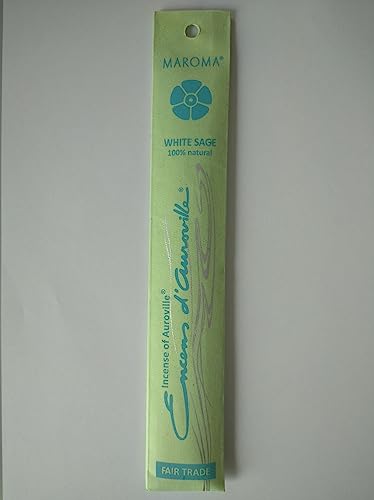 MAROMA®
WHITE SAGE
100% natural
Incense of Auroville®
Encens d'Auroville®
FAIR TRADE